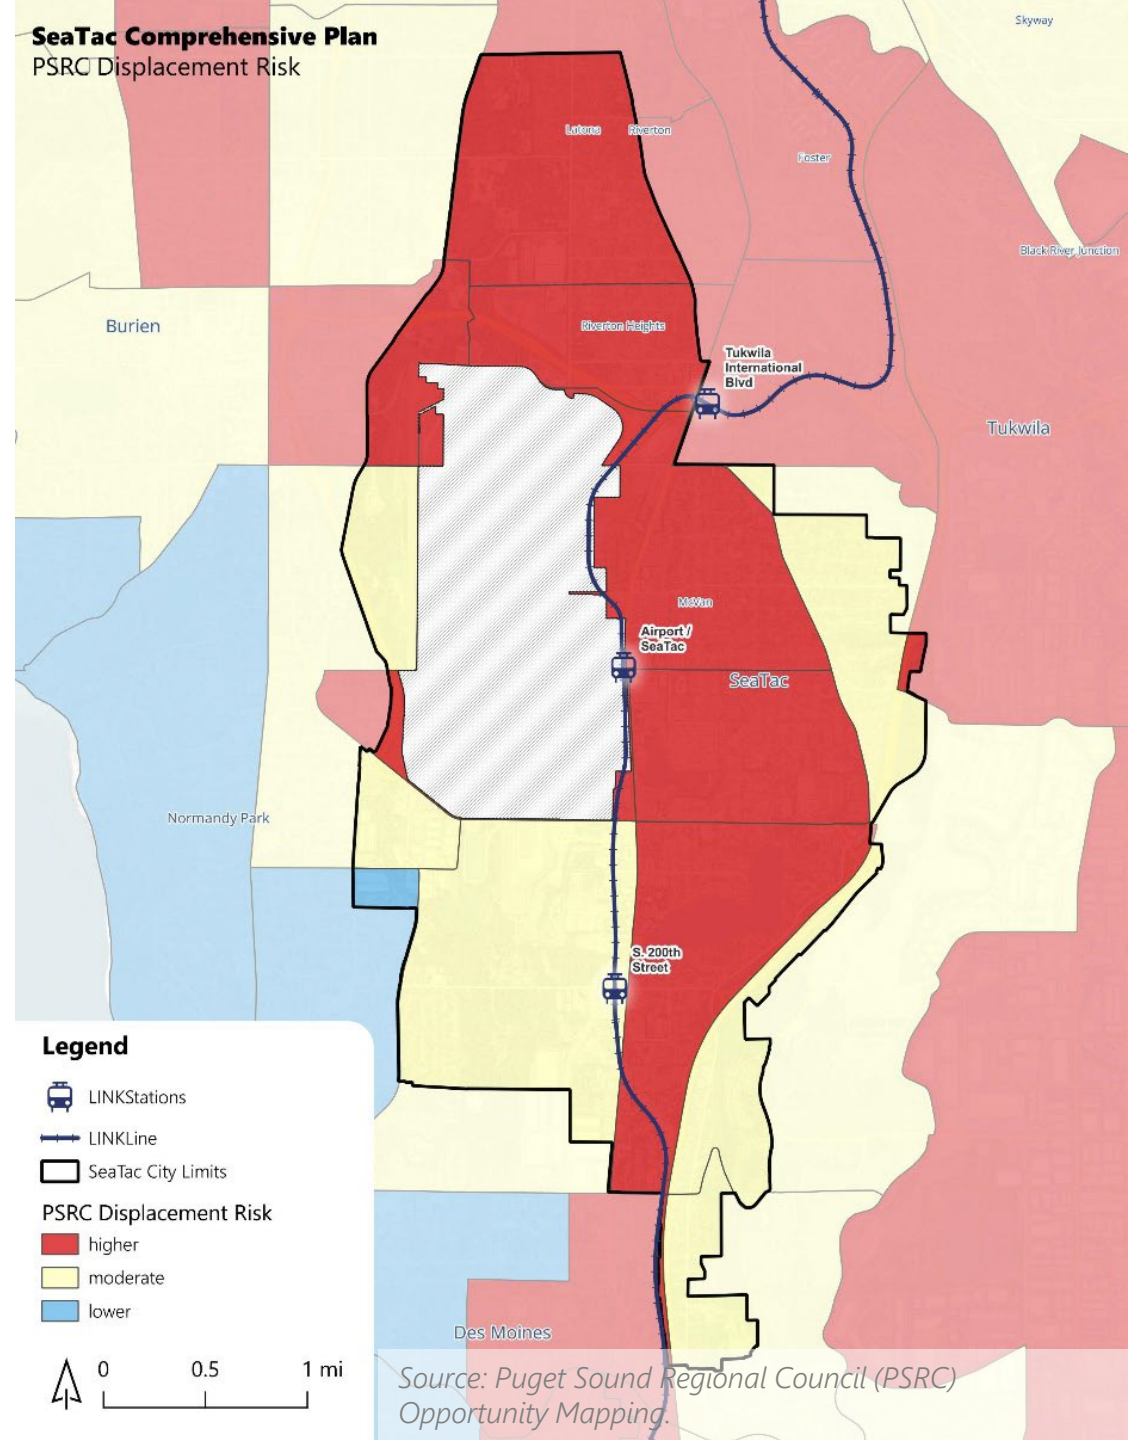 SeaTac Comprehensive Plan
PSRC Displacement Risk
Skyway
Latona
Riverton
Foster
Black River Junction
Burien
Riverton Heights
Tukwila
International
Blvd
Tukwila
McVan
Airport /
SeaTac
SeaTac
Normandy Park
S. 200th
Street
Legend
LINKStations
LINKLine
SeaTac City Limits
PSRC Displacement Risk
higher
moderate
lower
0 0.5 1 mi
Des Moines
Source: Puget Sound Regional Council (PSRC)
Opportunity Mapping.